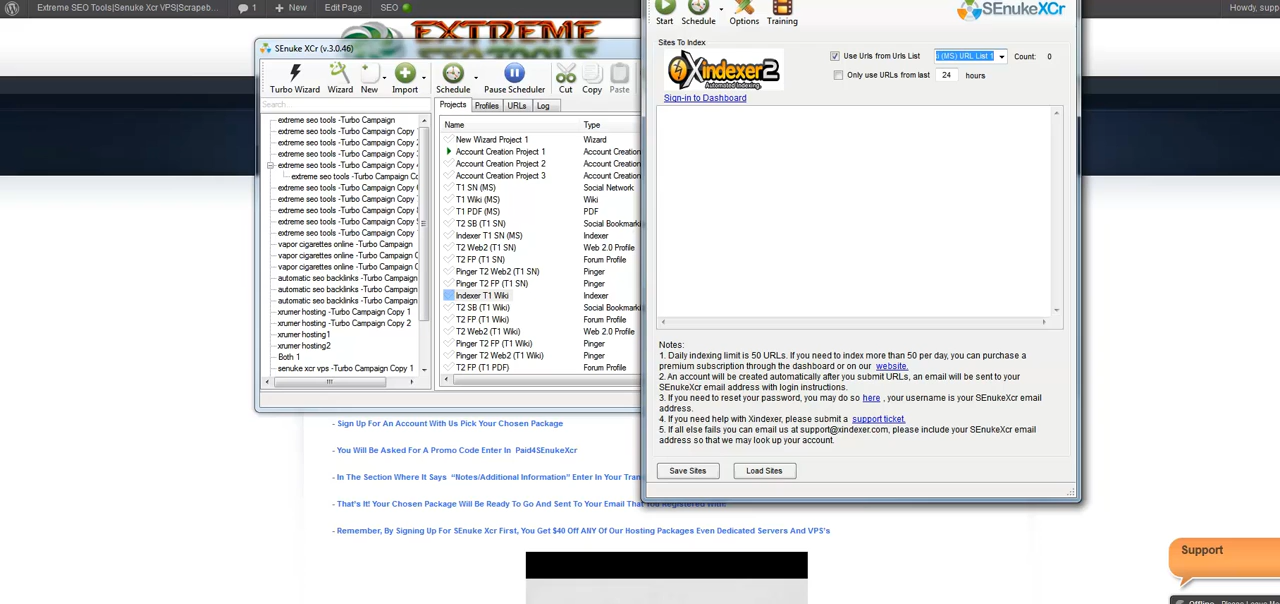 Extreme SEO Tools|Senuke Xcr VPS|Scrapeb...
1
+ New
Edit Page
SEO
Howdy, supp
EXTREME
SEnuke XCr (v.3.0.46)
Turbo Wizard
Wizard
New
Import
Schedule
Pause Scheduler
Cut
Copy
Paste
Search...
extreme seo tools -Turbo Campaign
extreme seo tools -Turbo Campaign Copy
extreme seo tools -Turbo Campaign Copy
extreme seo tools -Turbo Campaign Copy
extreme seo tools -Turbo Campaign Copy
extreme seo tools -Turbo Campaign Co
extreme seo tools -Turbo Campaign Copy
extreme seo tools -Turbo Campaign Copy
extreme seo tools -Turbo Campaign Copy
extreme seo tools -Turbo Campaign Copy
extreme seo tools -Turbo Campaign Copy
vapor cigarettes online -Turbo Campaign
vapor cigarettes online -Turbo Campaign C
vapor cigarettes online -Turbo Campaign C
automatic seo backlinks -Turbo Campaign
automatic seo backlinks -Turbo Campaign
automatic seo backlinks -Turbo Campaign
xrumer hosting -Turbo Campaign Copy 1
xrumer hosting -Turbo Campaign Copy 2
xrumer hosting1
xrumer hosting2
Both 1
senuke xcr vps -Turbo Campaign Copy 1
Projects
Profiles
URLs
Log
Name
Type
New Wizard Project 1
Wizard
Account Creation Project 1
Account Creation
Account Creation Project 2
Account Creation
Account Creation Project 3
Account Creation
T1 SN (MS)
Social Network
T1 Wiki (MS)
Wiki
T1 PDF (MS)
PDF
T2 SB (T1 SN)
Social Bookmark
Indexer T1 SN (MS)
Indexer
T2 Web2 (T1 SN)
Web 2.0 Profile
T2 FP (T1 SN)
Forum Profile
Pinger T2 Web2 (T1 SN)
Pinger
Pinger T2 FP (T1 SN)
Pinger
Indexer T1 Wiki
Indexer
T2 SB (T1 Wiki)
Social Bookmark
T2 FP (T1 Wiki)
Forum Profile
T2 Web2 (T1 Wiki)
Web 2.0 Profile
Pinger T2 FP (T1 Wiki)
Pinger
Pinger T2 Web2 (T1 Wiki)
Pinger
T2 FP (T1 PDF)
Forum Profile
Start
Schedule
Options
Training
SEnukeXCr
Sites To Index
Xindexer2
Automated Indexing.
Sign-in to Dashboard
Use Urls from Urls List
(MS) URL List 1
Count: 0
Only use URLs from last 24 hours
Notes:
1. Daily indexing limit is 50 URLs. If you need to index more than 50 per day, you can purchase a
premium subscription through the dashboard or on our website.
2. An account will be created automatically after you submit URLs, an email will be sent to your
SEnukeXCr email address with login instructions.
3. If you need to reset your password, you may do so here , your username is your SEnukeXCr email
address.
4. If you need help with Xindexer, please submit a support ticket.
5. If all else fails you can email us at support@xindexer.com, please include your SEnukeXCr email
address so that we may look up your account.
Save Sites
Load Sites
- Sign Up For An Account With Us Pick Your Chosen Package
- You Will Be Asked For A Promo Code Enter In Paid4SEnukeXcr
- In The Section Where It Says “Notes/Additional Information” Enter In Your Tran
- That's It! Your Chosen Package Will Be Ready To Go And Sent To Your Email That You Registered With!
- Remember, By Signing Up For SEnuke Xcr First, You Get $40 Off ANY Of Our Hosting Packages Even Dedicated Servers And VPS's
Support